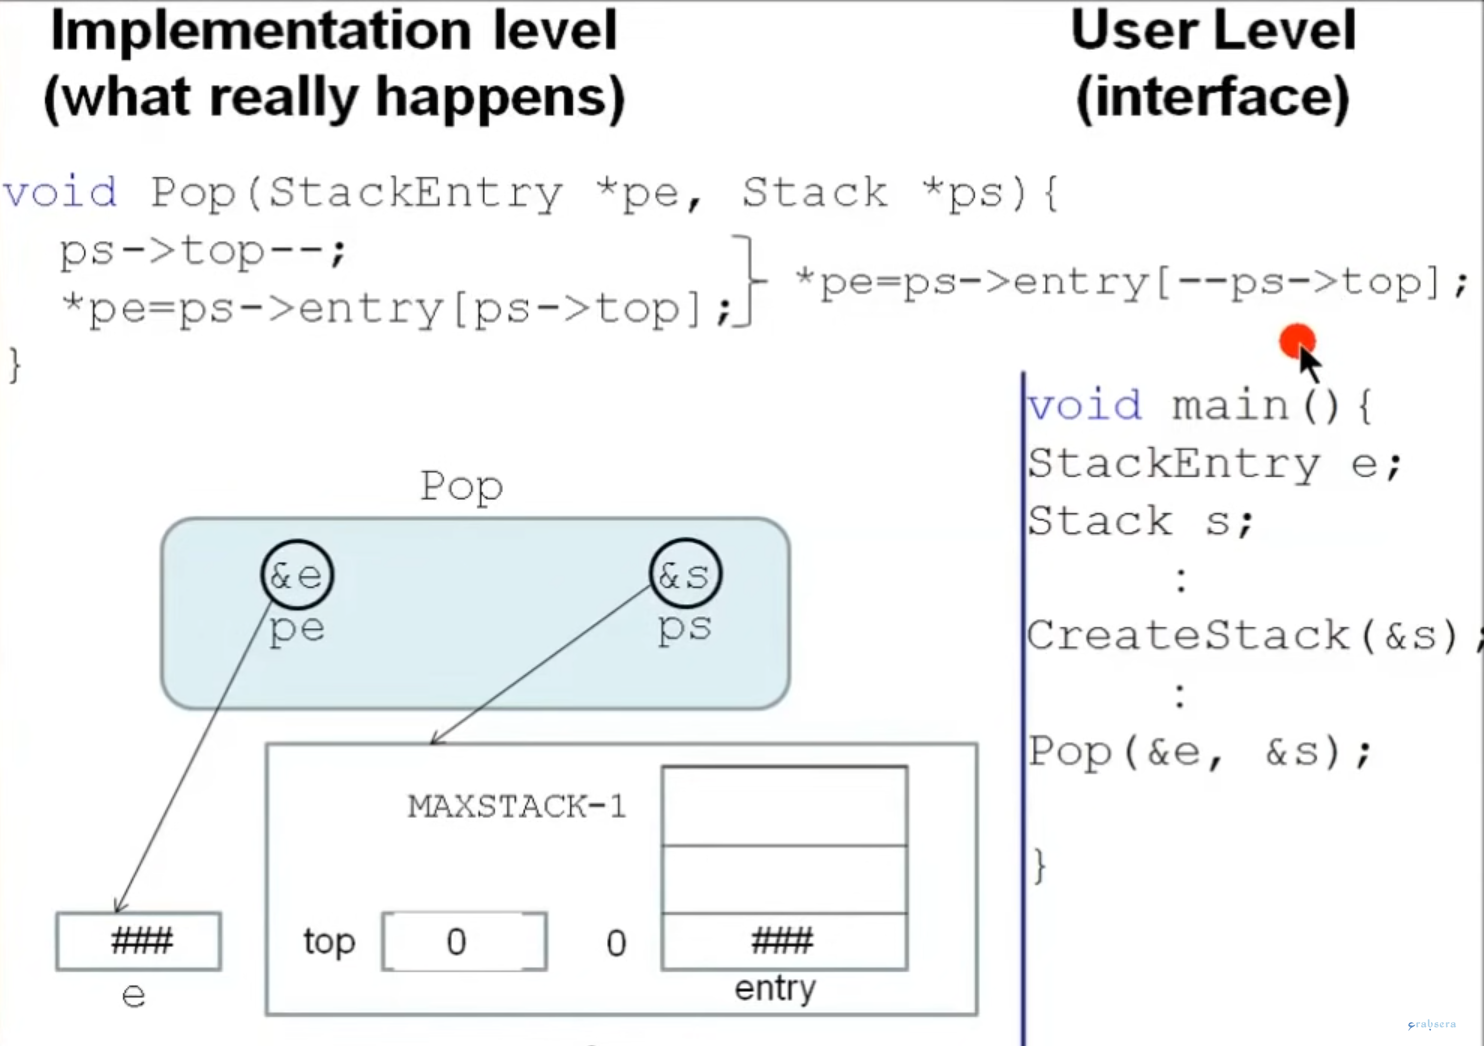 Implementation level
(what really happens)
User Level
(interface)
void Pop(StackEntry *pe, Stack *ps){
ps->top--;
*pe=ps->entry[ps->top];
}
*pe=ps->entry[--ps->top];
Pop
&e
pe
&s
ps
MAXSTACK-1
top
0
0
###
entry
###
e
void main(){
StackEntry e;
Stack s;
:
CreateStack(&s);
:
Pop(&e, &s);
}